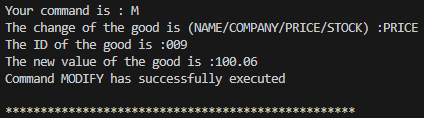 Your command is : M
The change of the good is (NAME/COMPANY/PRICE/STOCK) :PRICE
The ID of the good is :009
The new value of the good is :100.06
Command MODIFY has successfully executed
**************************************************